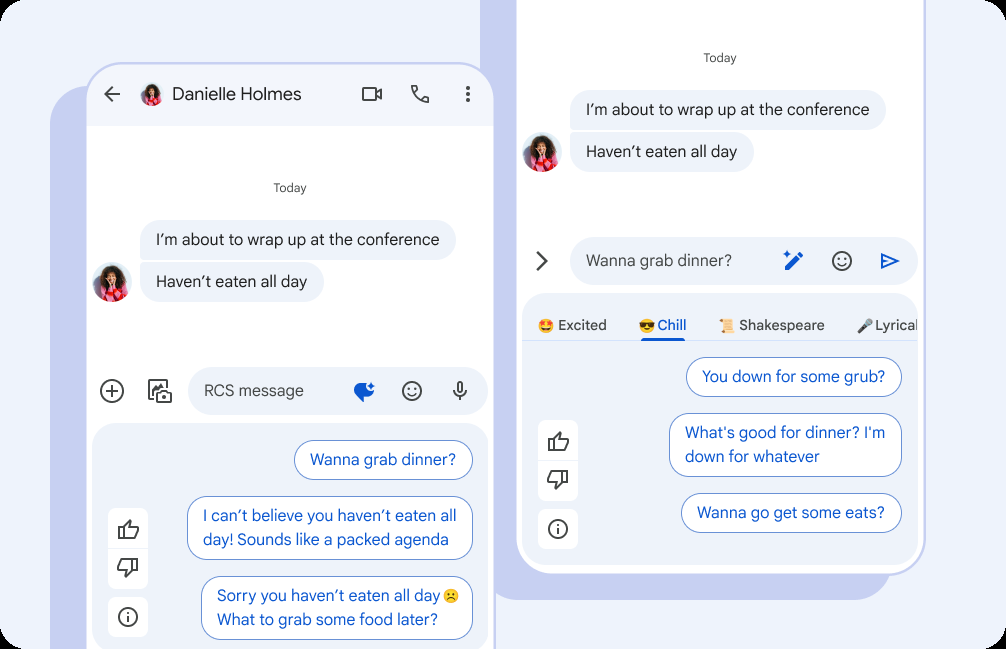 Danielle Holmes
Today
I'm about to wrap up at the conference
Haven't eaten all day
RCS message
Wanna grab dinner?
I can't believe you haven't eaten all
day! Sounds like a packed agenda
Sorry you haven't eaten all day☹️
What to grab some food later?
Today
I'm about to wrap up at the conference
Haven't eaten all day
Wanna grab dinner?
🤩 Excited 😎 Chill 📜 Shakespeare 🎤 Lyrical
You down for some grub?
What's good for dinner? I'm
down for whatever
Wanna go get some eats?